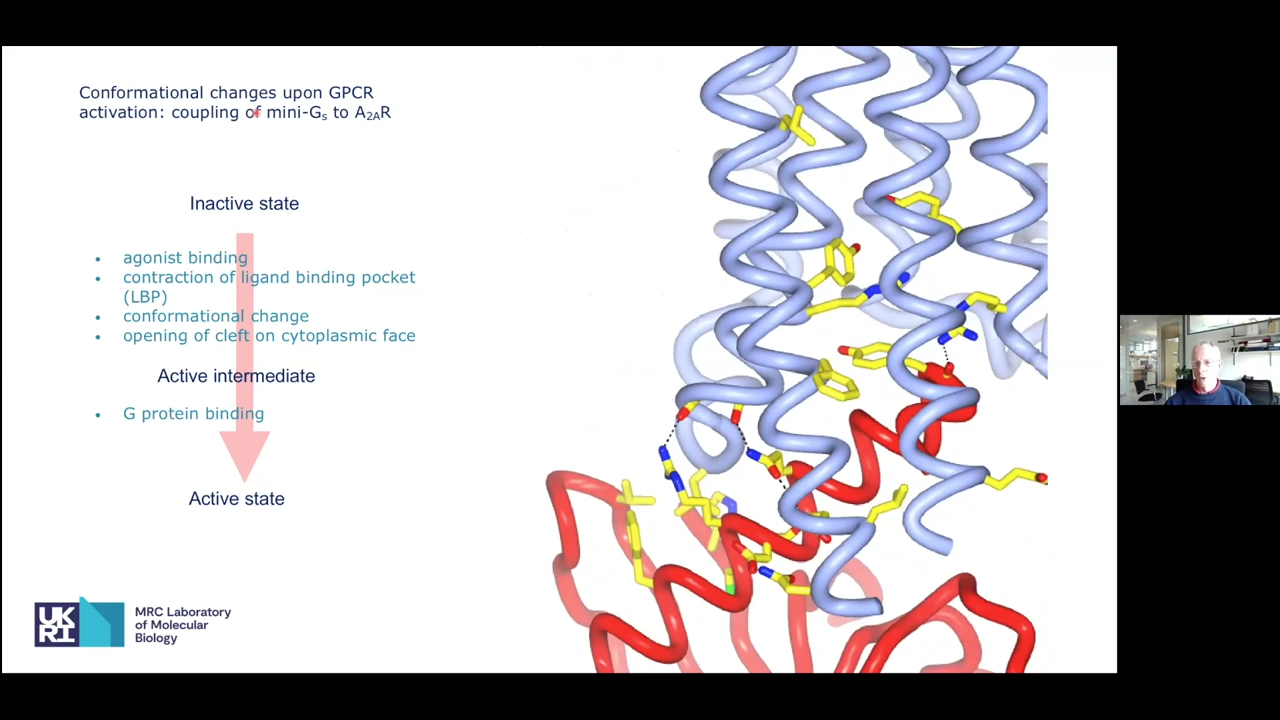 Conformational changes upon GPCR
activation: coupling of mini-Gs to A2AR
Inactive state
• agonist binding
• contraction of ligand binding pocket
(LBP)
• conformational change
• opening of cleft on cytoplasmic face
Active intermediate
• G protein binding
Active state
UK
RI
MRC Laboratory
of Molecular
Biology